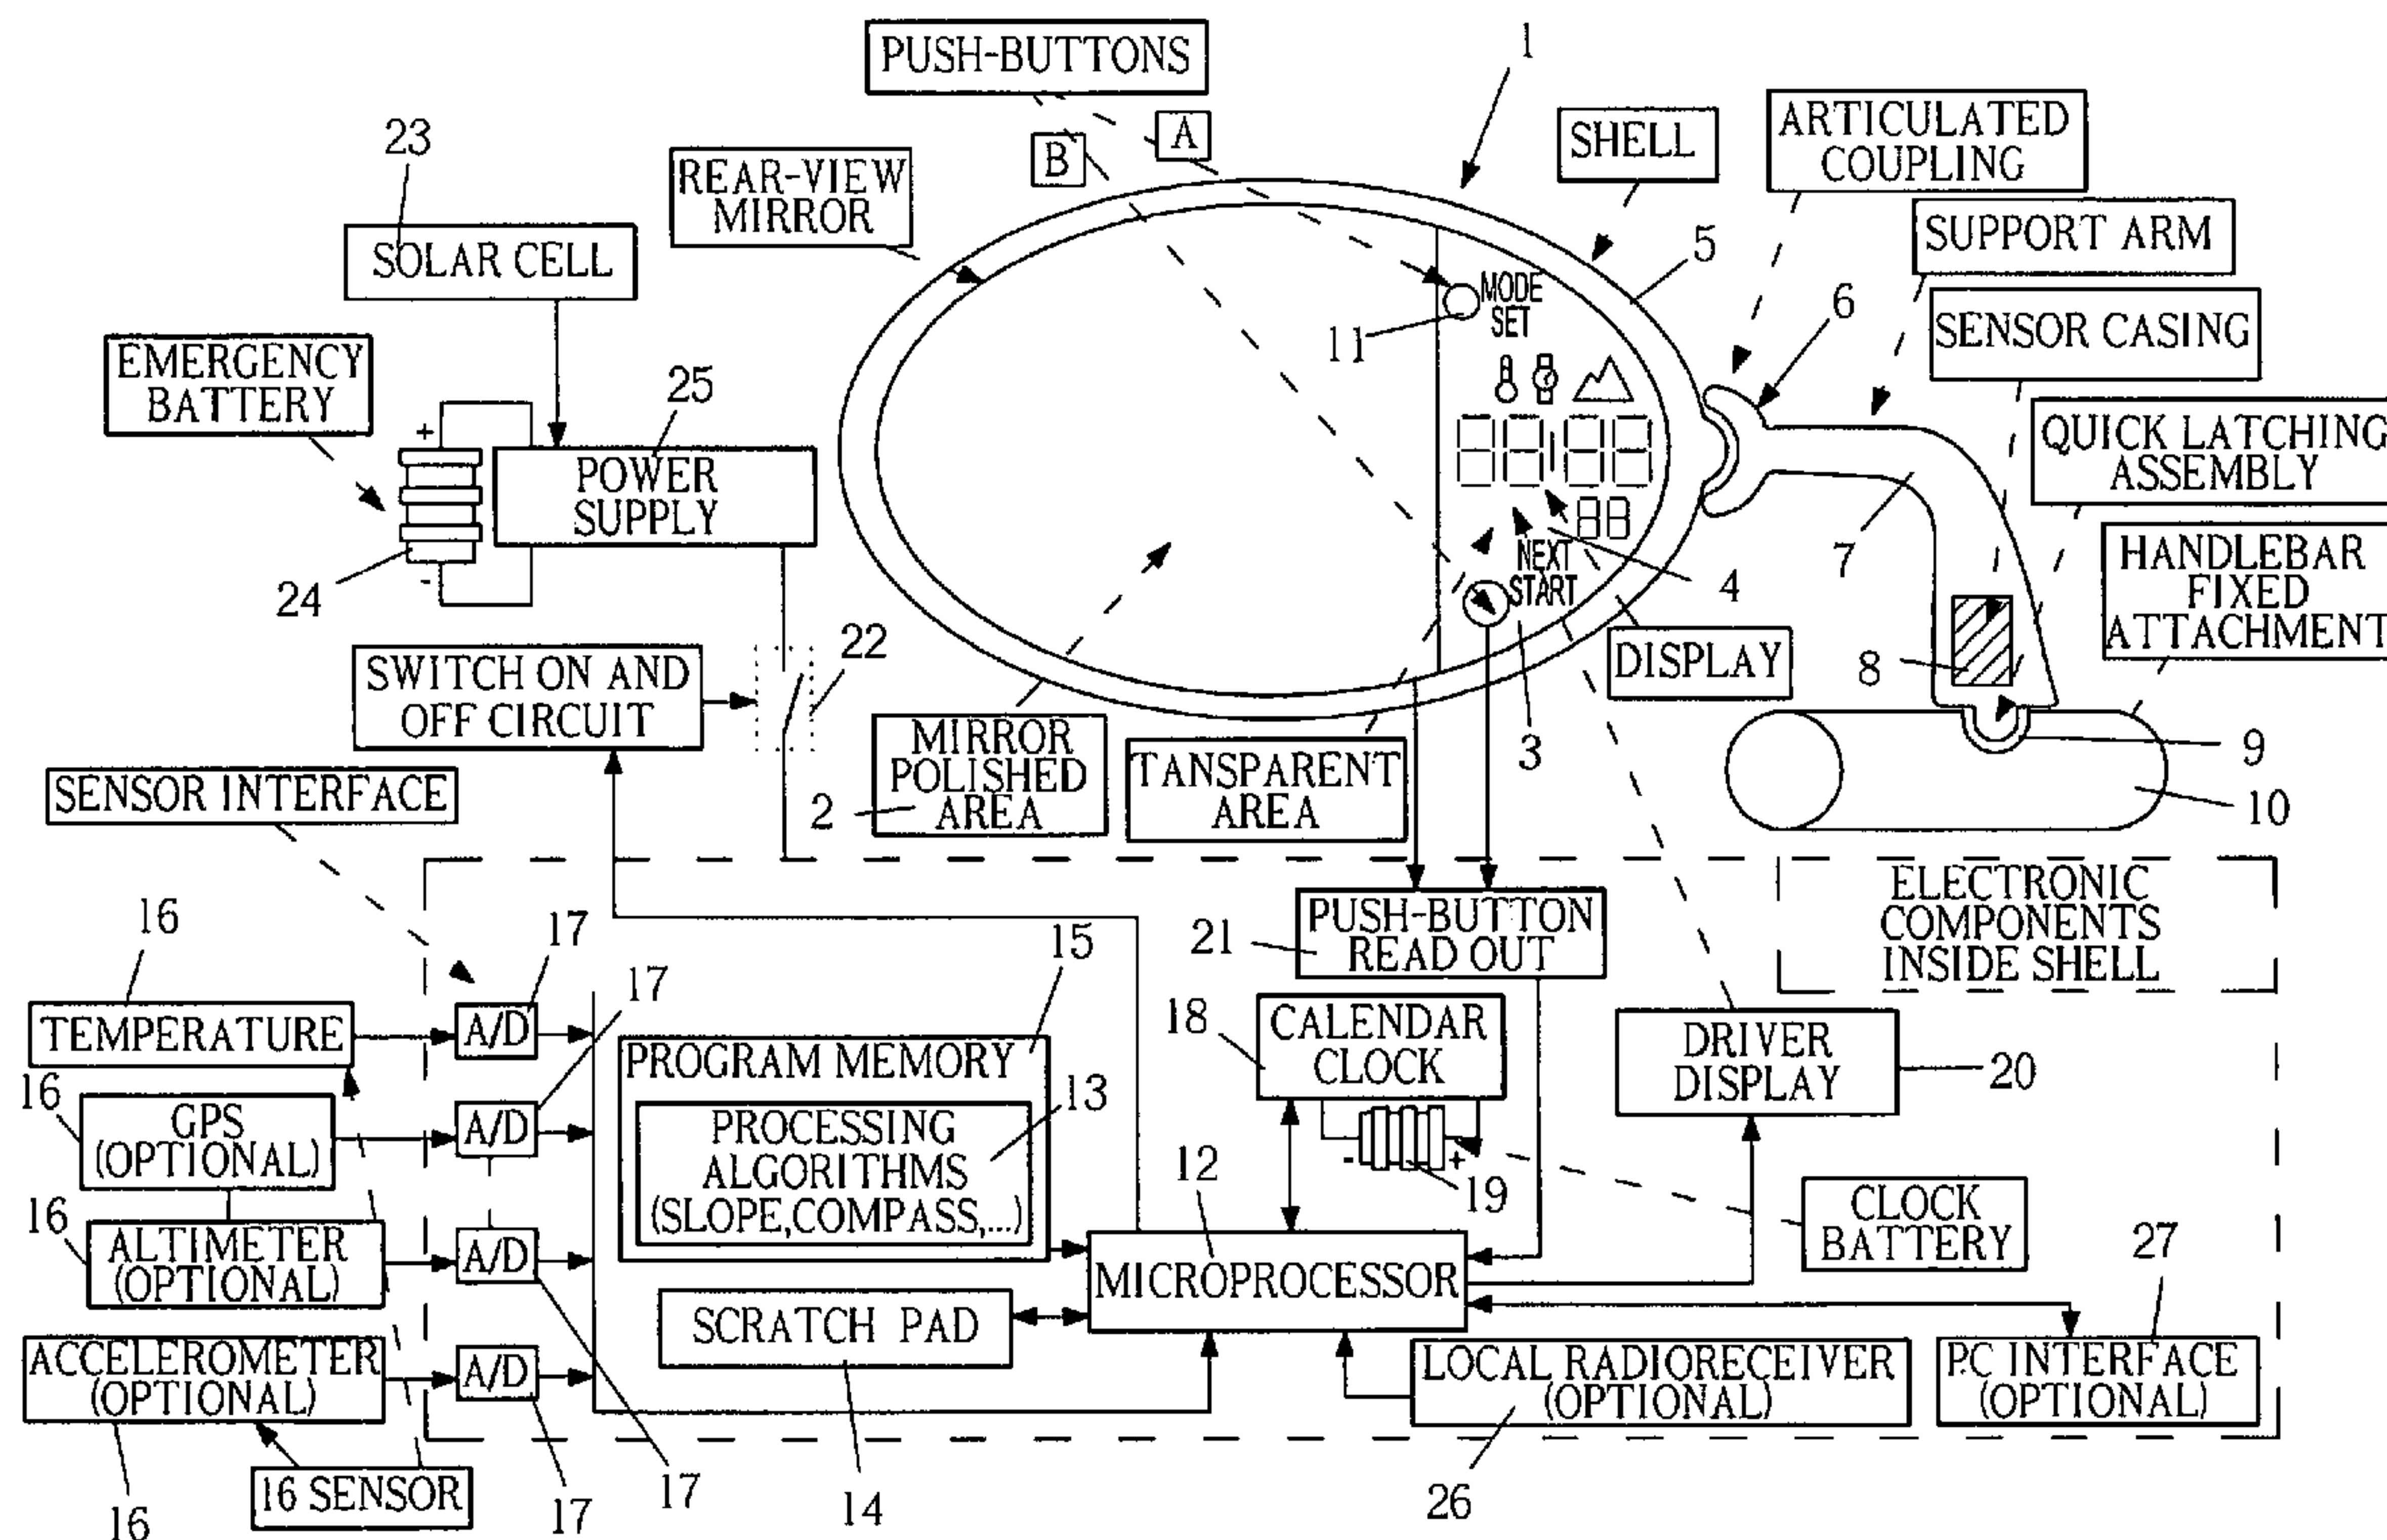 PUSH-BUTTONS
1
A
B
SHELL
ARTICULATED
COUPLING
23
REAR-VIEW
MIRROR
SUPPORT ARM
5
SOLAR CELL
SENSOR CASING
6
MODE
SET
11
EMERGENCY
BATTERY
25
QUICK LATCHING
ASSEMBLY
+
POWER
SUPPLY
88
7
HANDLEBAR
FIXED
ATTACHMENT
-
24
NEXT
START
4
22
SWITCH ON AND
OFF CIRCUIT
DISPLAY
8
MIRROR
POLISHED
AREA
2
TANSPARENT
AREA
3
9
10
SENSOR INTERFACE
ELECTRONIC
COMPONENTS
INSIDE SHELL
16
17
17
15
PUSH-BUTTON
READ OUT
21
TEMPERATURE
A/D
PROGRAM MEMORY
18
CALENDAR
CLOCK
DRIVER
DISPLAY
20
16
GPS
(OPTIONAL)
A/D
PROCESSING
ALGORITHMS
(SLOPE,COMPASS,...)
13
12
-
+
19
16
ALTIMETER
(OPTIONAL)
A/D
CLOCK
BATTERY
27
MICROPROCESSOR
SCRATCH PAD
ACCELEROMETER
(OPTIONAL)
A/D
LOCAL RADIORECEIVER
(OPTIONAL)
PC INTERFACE
(OPTIONAL)
16 SENSOR
16
17
17
14
26